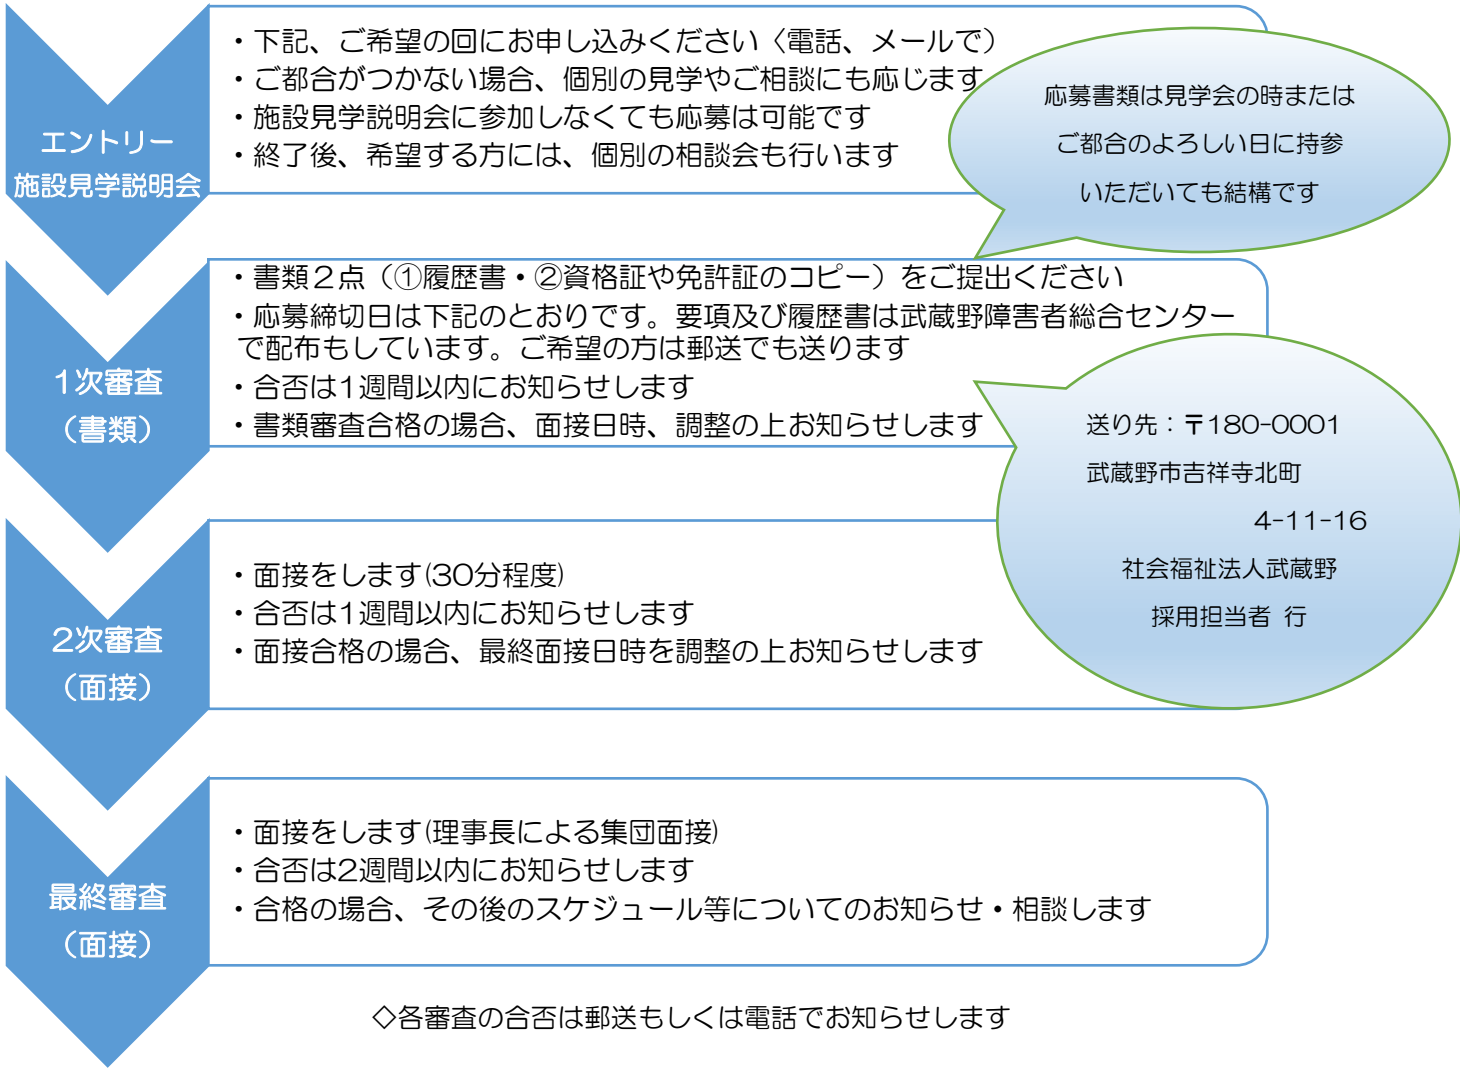 エントリー
施設見学説明会
・下記、ご希望の回にお申し込みください〈電話、メールで）
・ご都合がつかない場合、個別の見学やご相談にも応じます
・施設見学説明会に参加しなくても応募は可能です
・終了後、希望する方には、個別の相談会も行います
応募書類は見学会の時または
ご都合のよろしい日に持参
いただいても結構です
1次審査
（書類）
・書類２点（①履歴書・②資格証や免許証のコピー）をご提出ください
・応募締切日は下記のとおりです。要項及び履歴書は武蔵野障害者総合センター
で配布もしています。ご希望の方は郵送でも送ります
・合否は1週間以内にお知らせします
・書類審査合格の場合、面接日時、調整の上お知らせします
送り先：〒180-0001
武蔵野市吉祥寺北町
4-11-16
社会福祉法人武蔵野
採用担当者 行
2次審査
（面接）
・面接をします(30分程度)
・合否は1週間以内にお知らせします
・面接合格の場合、最終面接日時を調整の上お知らせします
最終審査
（面接）
・面接をします(理事長による集団面接)
・合否は2週間以内にお知らせします
・合格の場合、その後のスケジュール等についてのお知らせ・相談します
◇各審査の合否は郵送もしくは電話でお知らせします